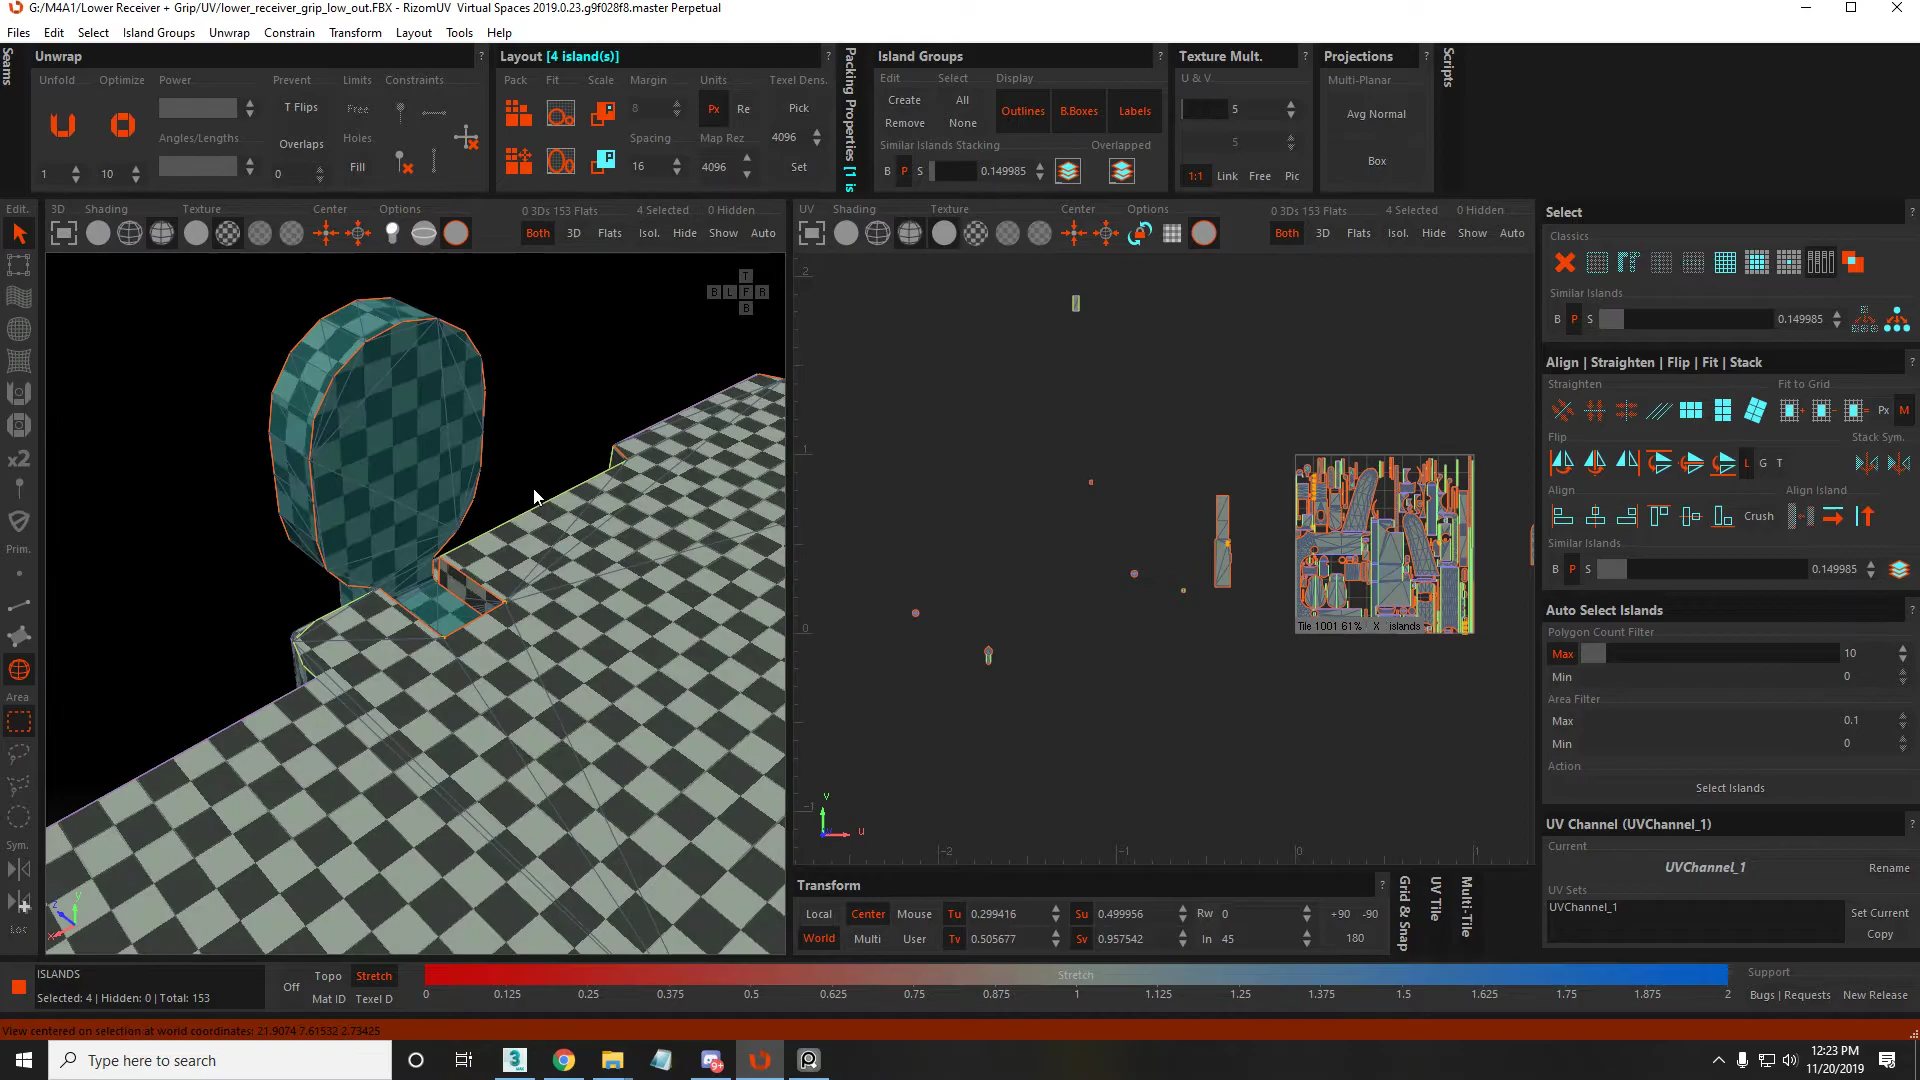 G:/M4A1/Lower Receiver + Grip/UV/lower_receiver_grip_low_out.FBX - RizomUV Virtual Spaces 2019.0.23.g9f028f8.master Perpetual
Files Edit Select Island Groups Unwrap Constrain Transform Layout Tools Help
Seams
Unwrap ?
Unfold Optimize Power Prevent Limits Constraints
T Flips Free
Angles/Lengths Holes:
Overlaps Fill
1 10 0
Layout [4 island(s)] ?
Pack Fit Scale Margin Units Texel Dens.
8 Px Re Pick
Spacing Map Rez 4096
16 4096 Set
Packing Properties [1 is
Island Groups ?
Edit Select Display
Create All Outlines B.Boxes Labels
Remove None
Similar Islands Stacking Overlapped
B P S 0.149985
Texture Mult. ?
U & V
5
5
1:1 Link Free Pic
Projections ?
Multi-Planar
Avg Normal
Box
Scripts
Edit. 3D Shading Texture Center Options 0 3Ds 153 Flats 4 Selected 0 Hidden
Both 3D Flats Isol. Hide Show Auto
UV Shading Texture Center Options 0 3Ds 153 Flats 4 Selected 0 Hidden
Both 3D Flats Isol. Hide Show Auto
T
B L F R
B
x2
Prim.
Area
Sym.
Loc
2
1
0
-1
-2 -1 0 1
Tile 1001 61% X islands
V
U
Select ?
Classics
Similar Islands
B P S 0.149985
Align | Straighten | Flip | Fit | Stack ?
Straighten Fit to Grid
Px M
Flip Stack Sym.
L G T
Align Align Island
Crush
Similar Islands
B P S 0.149985
Auto Select Islands ?
Polygon Count Filter
Max 10
Min 0
Area Filter
Max 0.1
Min 0
Action
Select Islands
UV Channel (UVChannel_1) ?
Current
UVChannel_1 Rename
UV Sets
UVChannel_1 Set Current
Copy
Transform ?
Local Center Mouse Tu 0.299416 Su 0.499956 Rw 0 +90 -90
World Multi User Tv 0.505677 Sv 0.957542 In 45 180
Grid & Snap
UV Tile
Multi-Tile
ISLANDS
Selected: 4 | Hidden: 0 | Total: 153
Off Topo Stretch
Mat ID Texel D
Stretch
0 0.125 0.25 0.375 0.5 0.625 0.75 0.875 1 1.125 1.25 1.375 1.5 1.625 1.75 1.875 2
Support
Bugs | Requests New Release
View centered on selection at world coordinates: 21.9074 7.61532 2.73425
Type here to search
3
9+
12:23 PM
11/20/2019